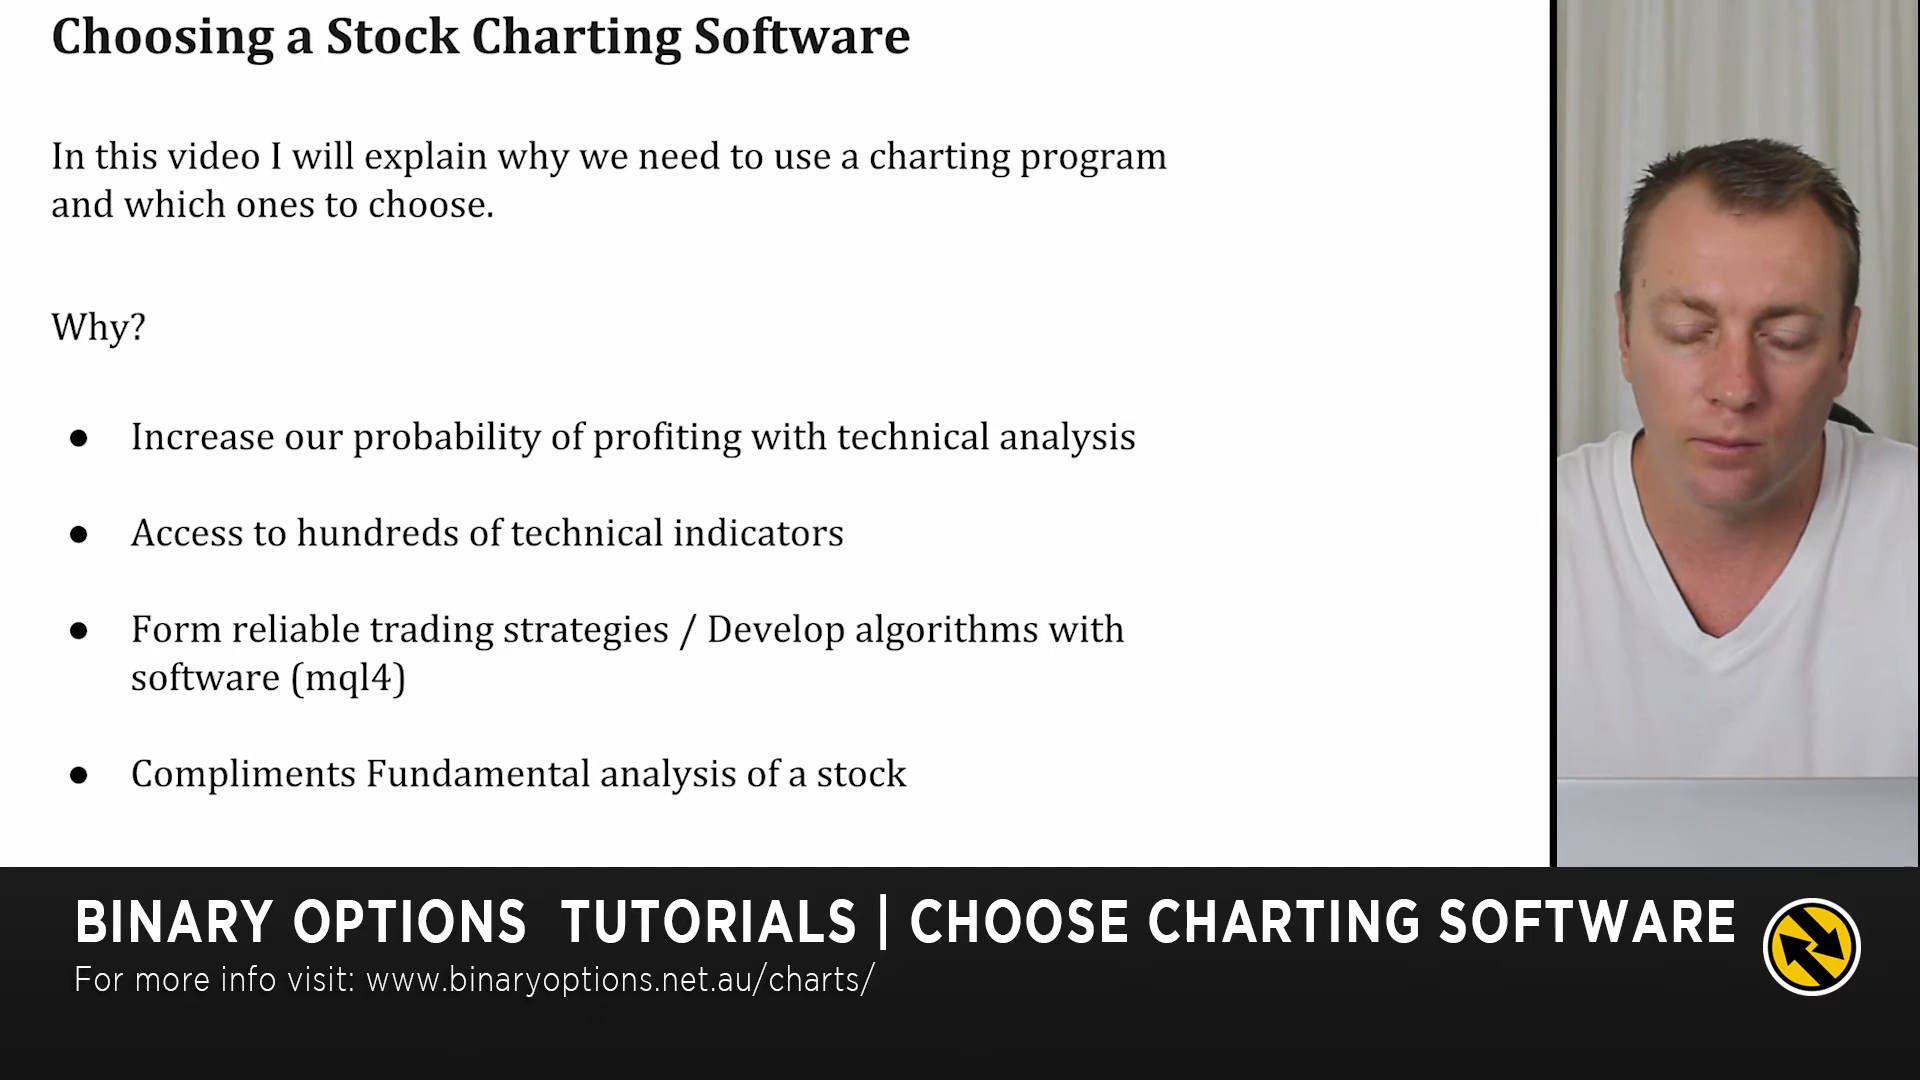 Choosing a Stock Charting Software
In this video I will explain why we need to use a charting program
and which ones to choose.
Why?
● Increase our probability of profiting with technical analysis
● Access to hundreds of technical indicators
● Form reliable trading strategies / Develop algorithms with
software (mql4)
● Compliments Fundamental analysis of a stock
BINARY OPTIONS TUTORIALS | CHOOSE CHARTING SOFTWARE
For more info visit: www.binaryoptions.net.au/charts/